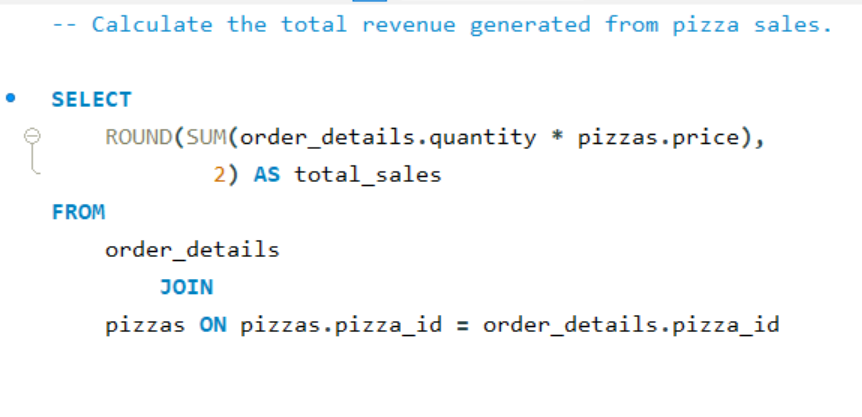 -- Calculate the total revenue generated from pizza sales.
SELECT
ROUND(SUM(order_details.quantity * pizzas.price),
2) AS total_sales
FROM
order_details
JOIN
pizzas ON pizzas.pizza_id = order_details.pizza_id